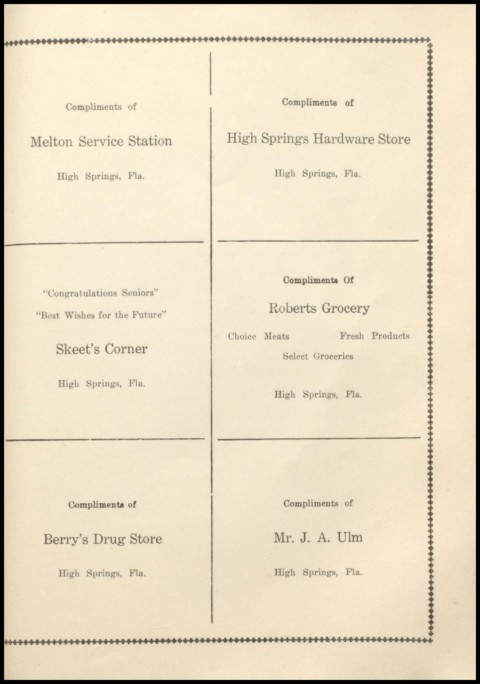 Compliments of
Melton Service Station
High Springs, Fla.
Compliments of
High Springs Hardware Store
High Springs, Fla.
"Congratulations Seniors"
"Best Wishes for the Future"
Skeet's Corner
High Springs, Fla.
Compliments Of
Roberts Grocery
Choice Meats Fresh Products
Select Groceries
High Springs, Fla.
Compliments of
Berry's Drug Store
High Springs, Fla.
Compliments of
Mr. J. A. Ulm
High Springs, Fla.